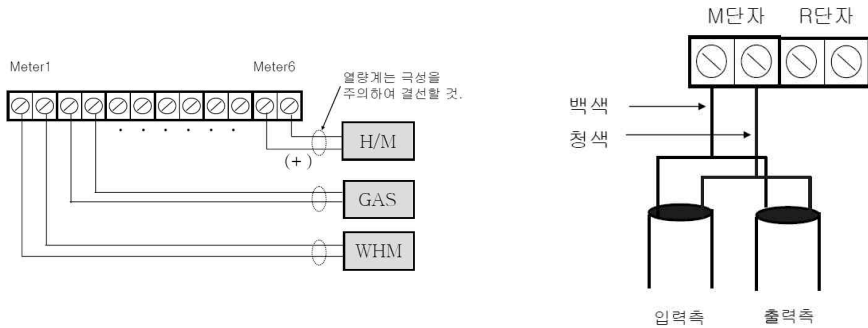 Meter1
Meter6
열량계는 극성을
주의하여 결선할 것.
(+)
H/M
GAS
WHM
M단자
R단자
백색
청색
입력측
출력측